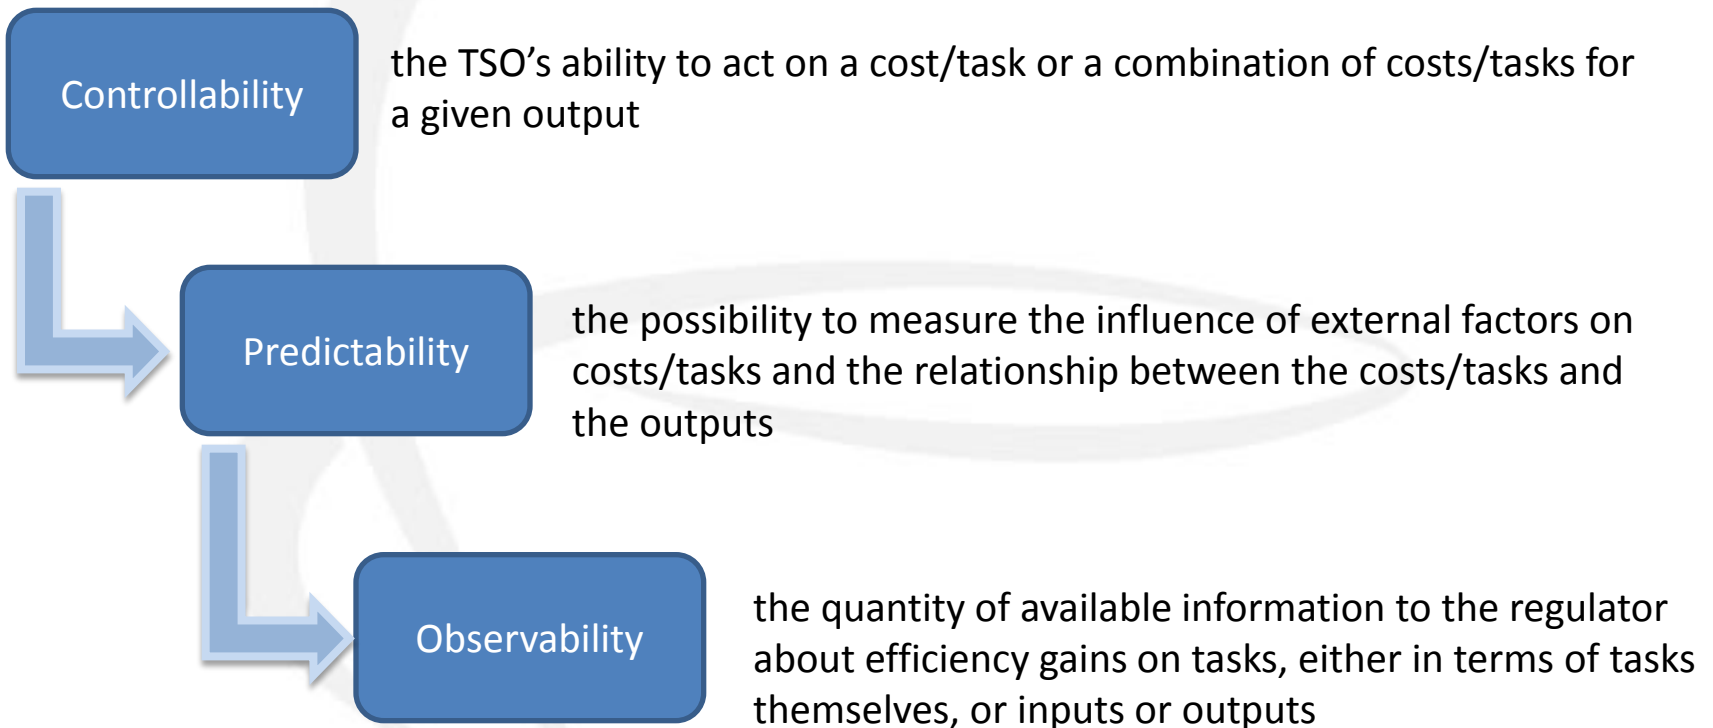 Controllability
the TSO’s ability to act on a cost/task or a combination of costs/tasks for
a given output
Predictability
the possibility to measure the influence of external factors on
costs/tasks and the relationship between the costs/tasks and
the outputs
Observability
the quantity of available information to the regulator
about efficiency gains on tasks, either in terms of tasks
themselves, or inputs or outputs